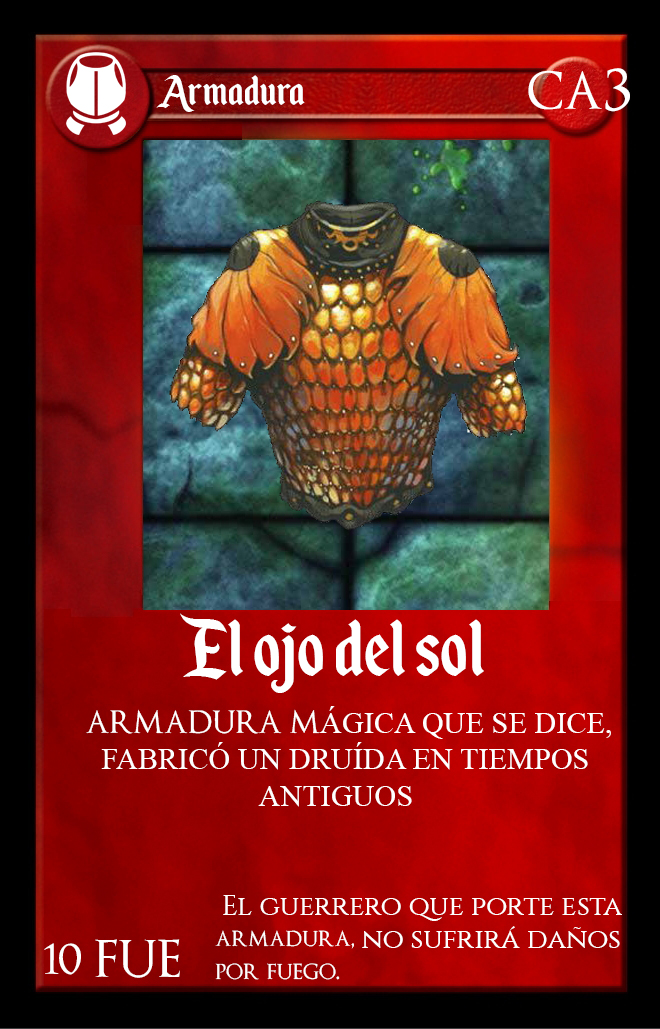 Armadura
CA3
El ojo del sol
ARMADURA MÁGICA QUE SE DICE,
FABRICÓ UN DRUÍDA EN TIEMPOS
ANTIGUOS
El guerrero que porte esta
armadura, no sufrirá daños
por fuego.
10 FUE